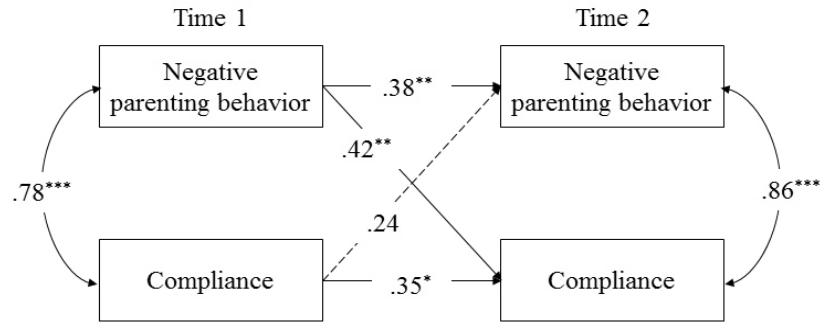 Time 1
Time 2
Negative
parenting behavior
.38**
Negative
parenting behavior
.42**
.78***
.86***
.24
Compliance
.35*
Compliance